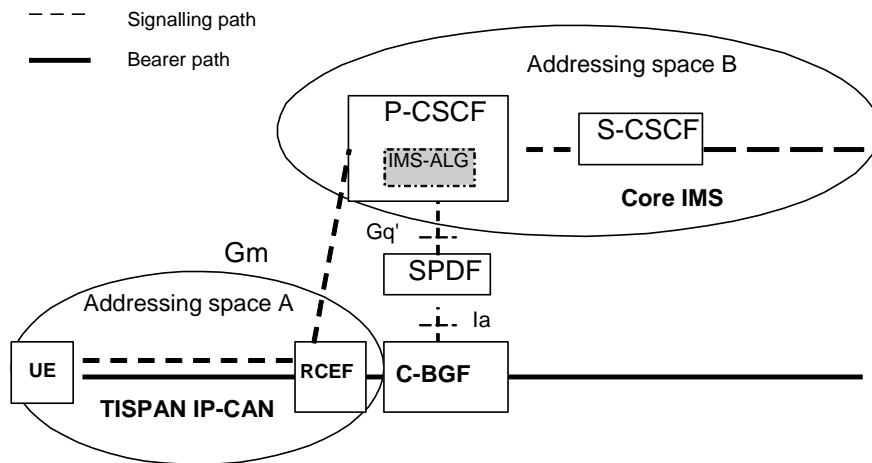 Signalling path
Bearer path
Addressing space B
P-CSCF
S-CSCF
IMS-ALG
Core IMS
Gq'
Gm
SPDF
Addressing space A
Ia
UE
RCEF
C-BGF
TISPAN IP-CAN